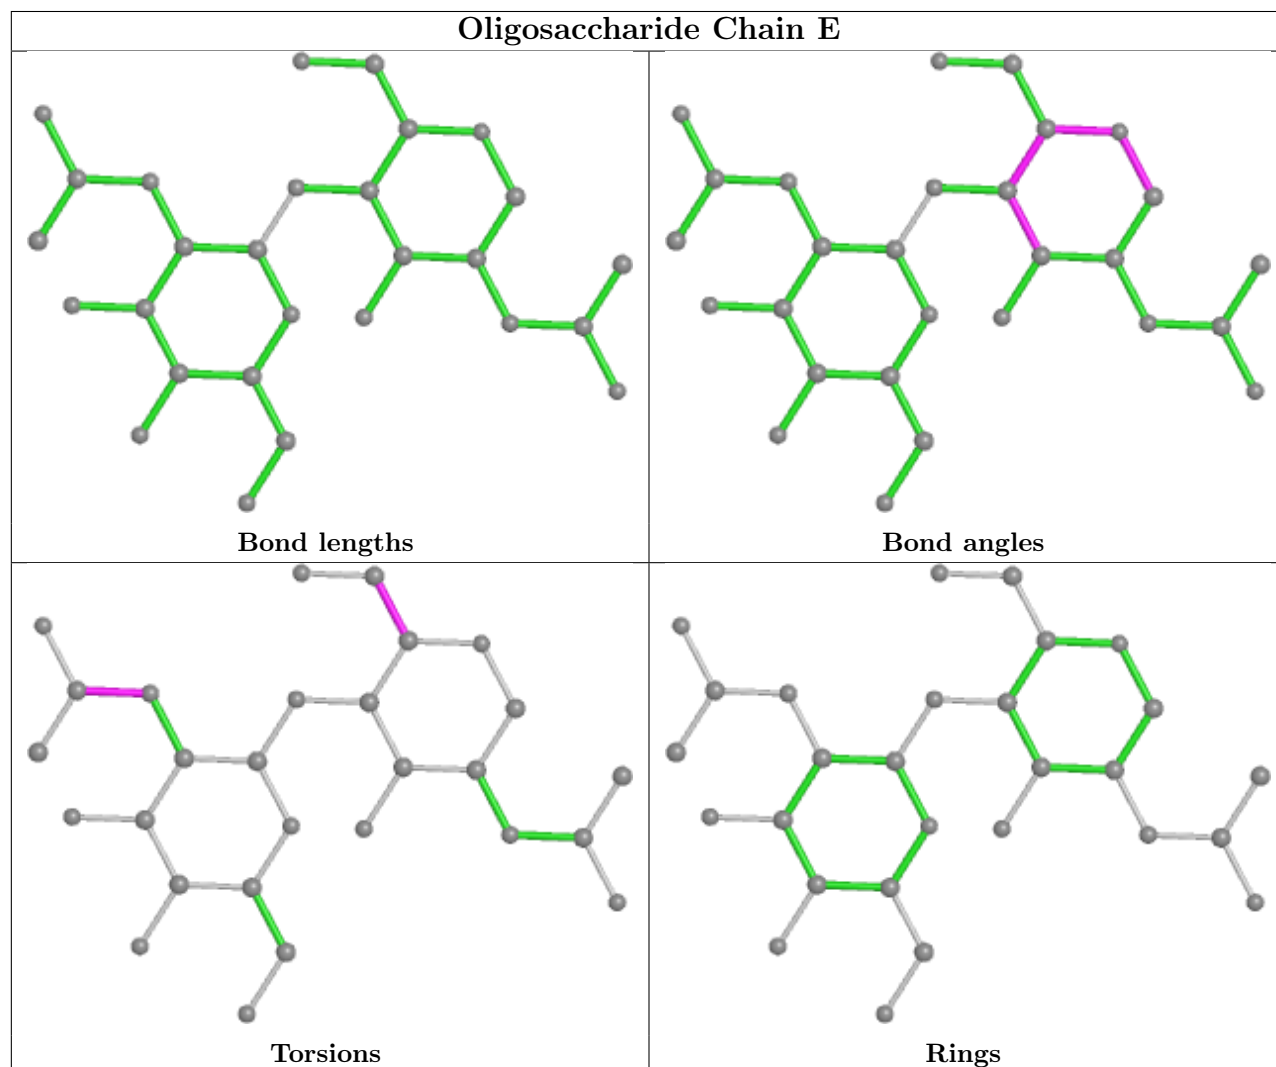 Oligosaccharide Chain E
Bond lengths
Bond angles
Torsions
Rings